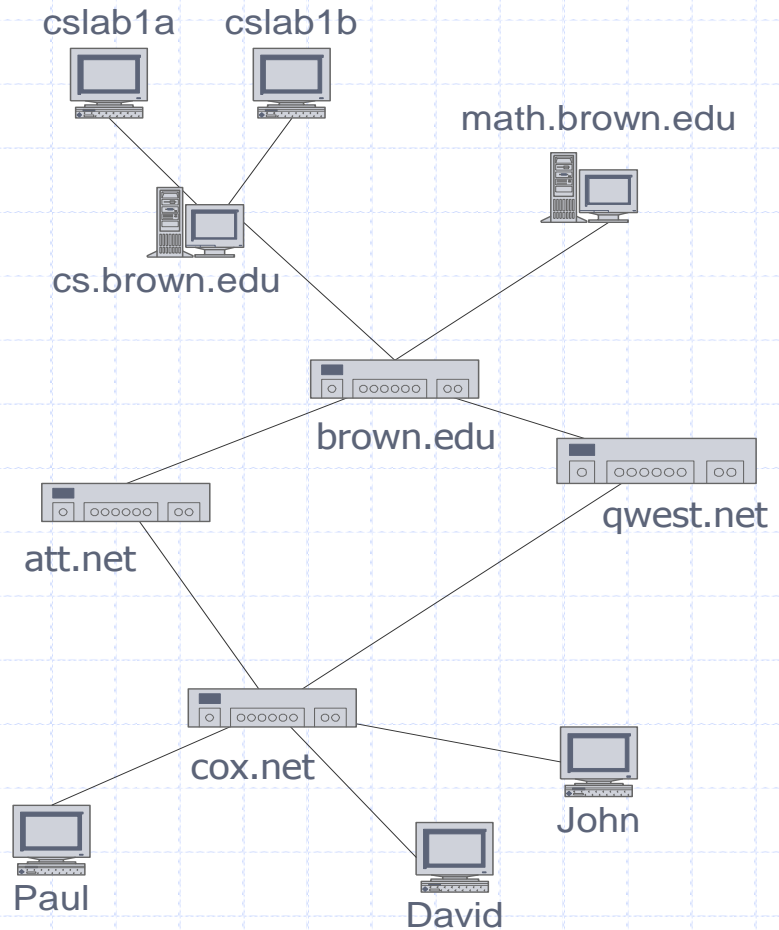 cslab1a
cslab1b
math.brown.edu
cs.brown.edu
brown.edu
qwest.net
att.net
cox.net
John
Paul
David